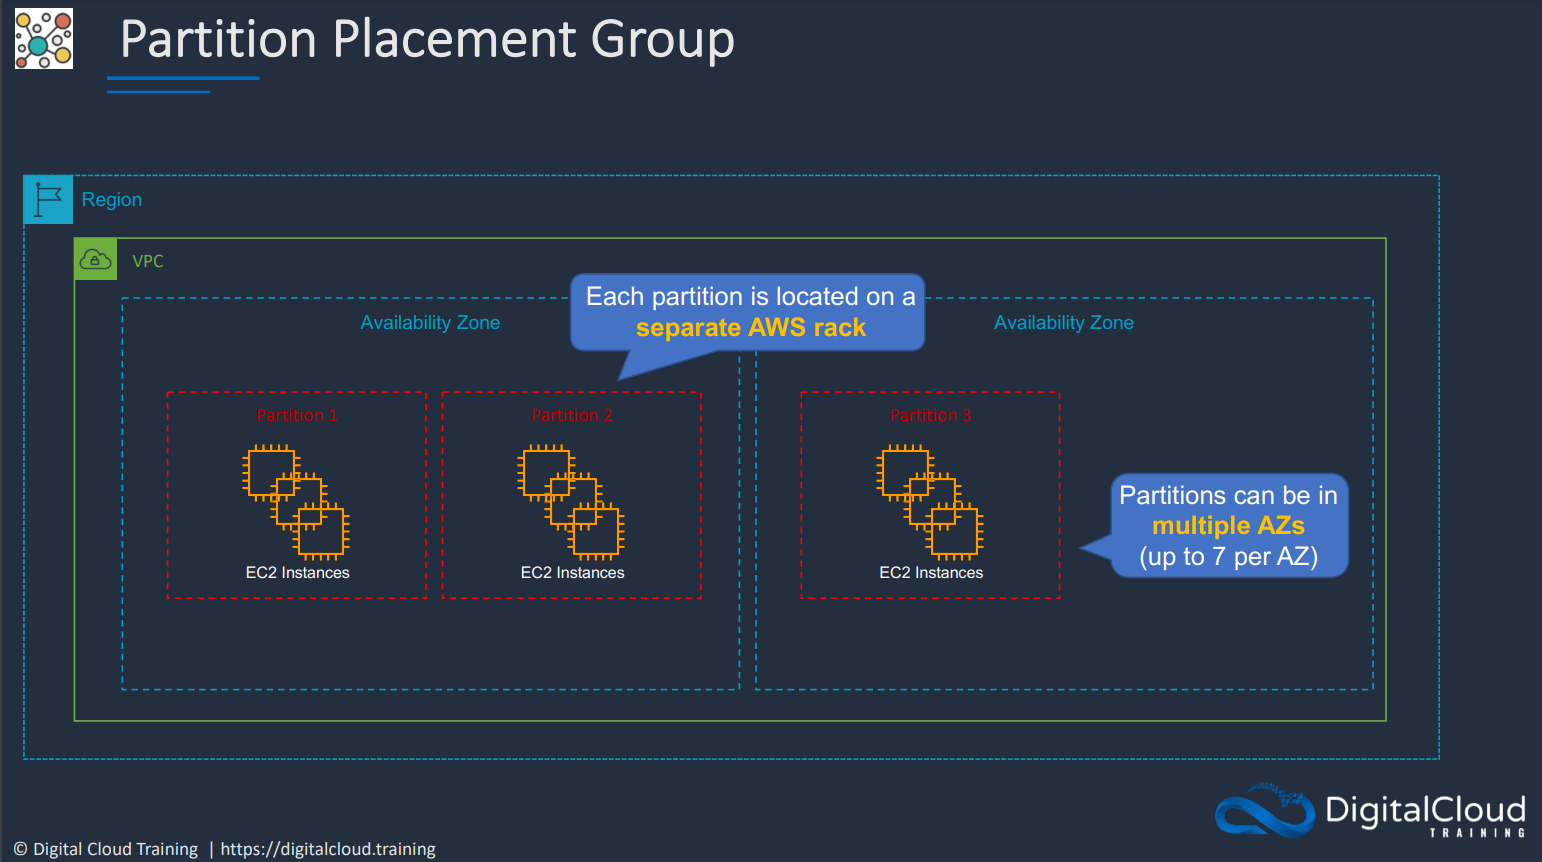 Partition Placement Group
Region
VPC
Each partition is located on a
separate AWS rack
Availability Zone
Availability Zone
Partition 1
Partition 2
Partition 3
Partitions can be in
multiple AZs
(up to 7 per AZ)
EC2 Instances
EC2 Instances
EC2 Instances
DigitalCloud
TRAINING
© Digital Cloud Training | https://digitalcloud.training